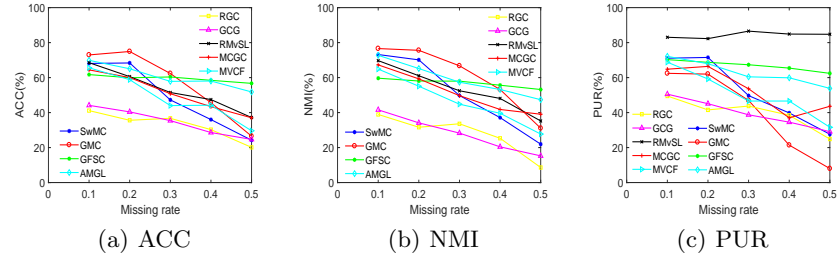 100
80
60
40
20
0
ACC(%)
0
0.1
0.2
0.3
0.4
0.5
Missing rate
RGC
GCG
RMvSL
MCGC
MVCF
SwMC
GMC
GFSC
AMGL
(a) ACC
100
80
60
40
20
0
NMI(%)
0
0.1
0.2
0.3
0.4
0.5
Missing rate
RGC
GCG
RMvSL
MCGC
MVCF
SwMC
GMC
GFSC
AMGL
(b) NMI
100
80
60
40
20
0
PUR(%)
0
0.1
0.2
0.3
0.4
0.5
Missing rate
RGC
GCG
RMvSL
MCGC
MVCF
SwMC
GMC
GFSC
AMGL
(c) PUR